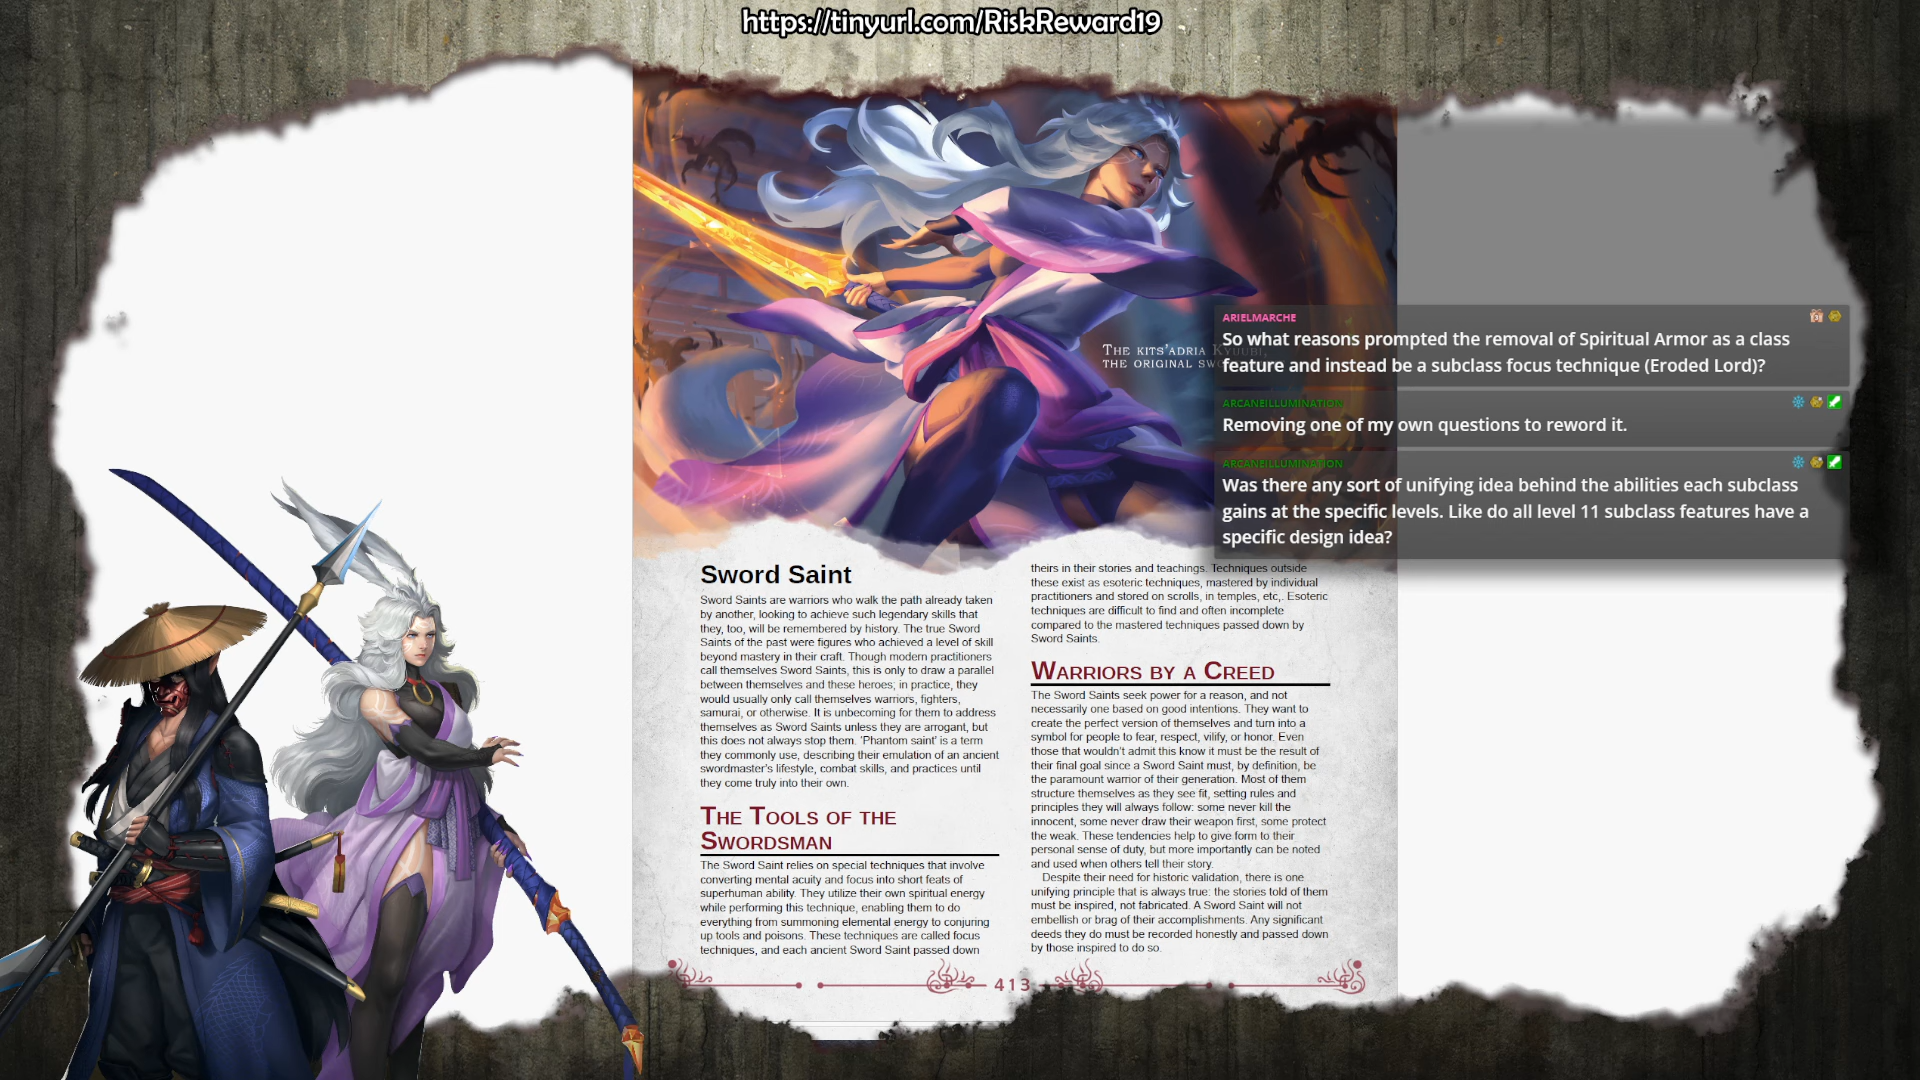 https://tinyurl.com/RiskReward19
The kits'adria Kyuubi,
the original
ARIELMARCHE
So what reasons prompted the removal of Spiritual Armor as a class
feature and instead be a subclass focus technique (Eroded Lord)?
ARCANEILLUMINATION
Removing one of my own questions to reword it.
ARCANEILLUMINATION
Was there any sort of unifying idea behind the abilities each subclass
gains at the specific levels. Like do all level 11 subclass features have a
specific design idea?
Sword Saint
Sword Saints are warriors who walk the path already taken
by another, looking to achieve such legendary skills that
they, too, will be remembered by history. The true Sword
Saints of the past were figures who achieved a level of skill
beyond mastery in their craft. Though modern practitioners
call themselves Sword Saints, this is only to draw a parallel
between themselves and these heroes; in practice, they
would usually only call themselves warriors, fighters,
samurai, or otherwise. It is unbecoming for them to address
themselves as Sword Saints unless they are arrogant, but
this does not always stop them. 'Phantom saint' is a term
they commonly use, describing their emulation of an ancient
swordmaster's lifestyle, combat skills, and practices until
they come truly into their own.
The Tools of the
Swordsman
The Sword Saint relies on special techniques that involve
converting mental acuity and focus into short feats of
superhuman ability. They utilize their own spiritual energy
while performing this technique, enabling them to do
everything from summoning elemental energy to conjuring
up tools and poisons. These techniques are called focus
techniques, and each ancient Sword Saint passed down
theirs in their stories and teachings. Techniques outside
these exist as esoteric techniques, mastered by individual
practitioners and stored on scrolls, in temples, etc,. Esoteric
techniques are difficult to find and often incomplete
compared to the mastered techniques passed down by
Sword Saints.
Warriors by a Creed
The Sword Saints seek power for a reason, and not
necessarily one based on good intentions. They want to
create the perfect version of themselves and turn into a
symbol for people to fear, respect, vilify, or honor. Even
those that wouldn't admit this know it must be the result of
their final goal since a Sword Saint must, by definition, be
the paramount warrior of their generation. Most of them
structure themselves as they see fit, setting rules and
principles they will always follow: some never kill the
innocent, some never draw their weapon first, some protect
the weak. These tendencies help to give form to their
personal sense of duty, but more importantly can be noted
and used when others tell their story.
Despite their need for historic validation, there is one
unifying principle that is always true: the stories told of them
must be inspired, not fabricated. A Sword Saint will not
embellish or brag of their accomplishments. Any significant
deeds they do must be recorded honestly and passed down
by those inspired to do so.
413